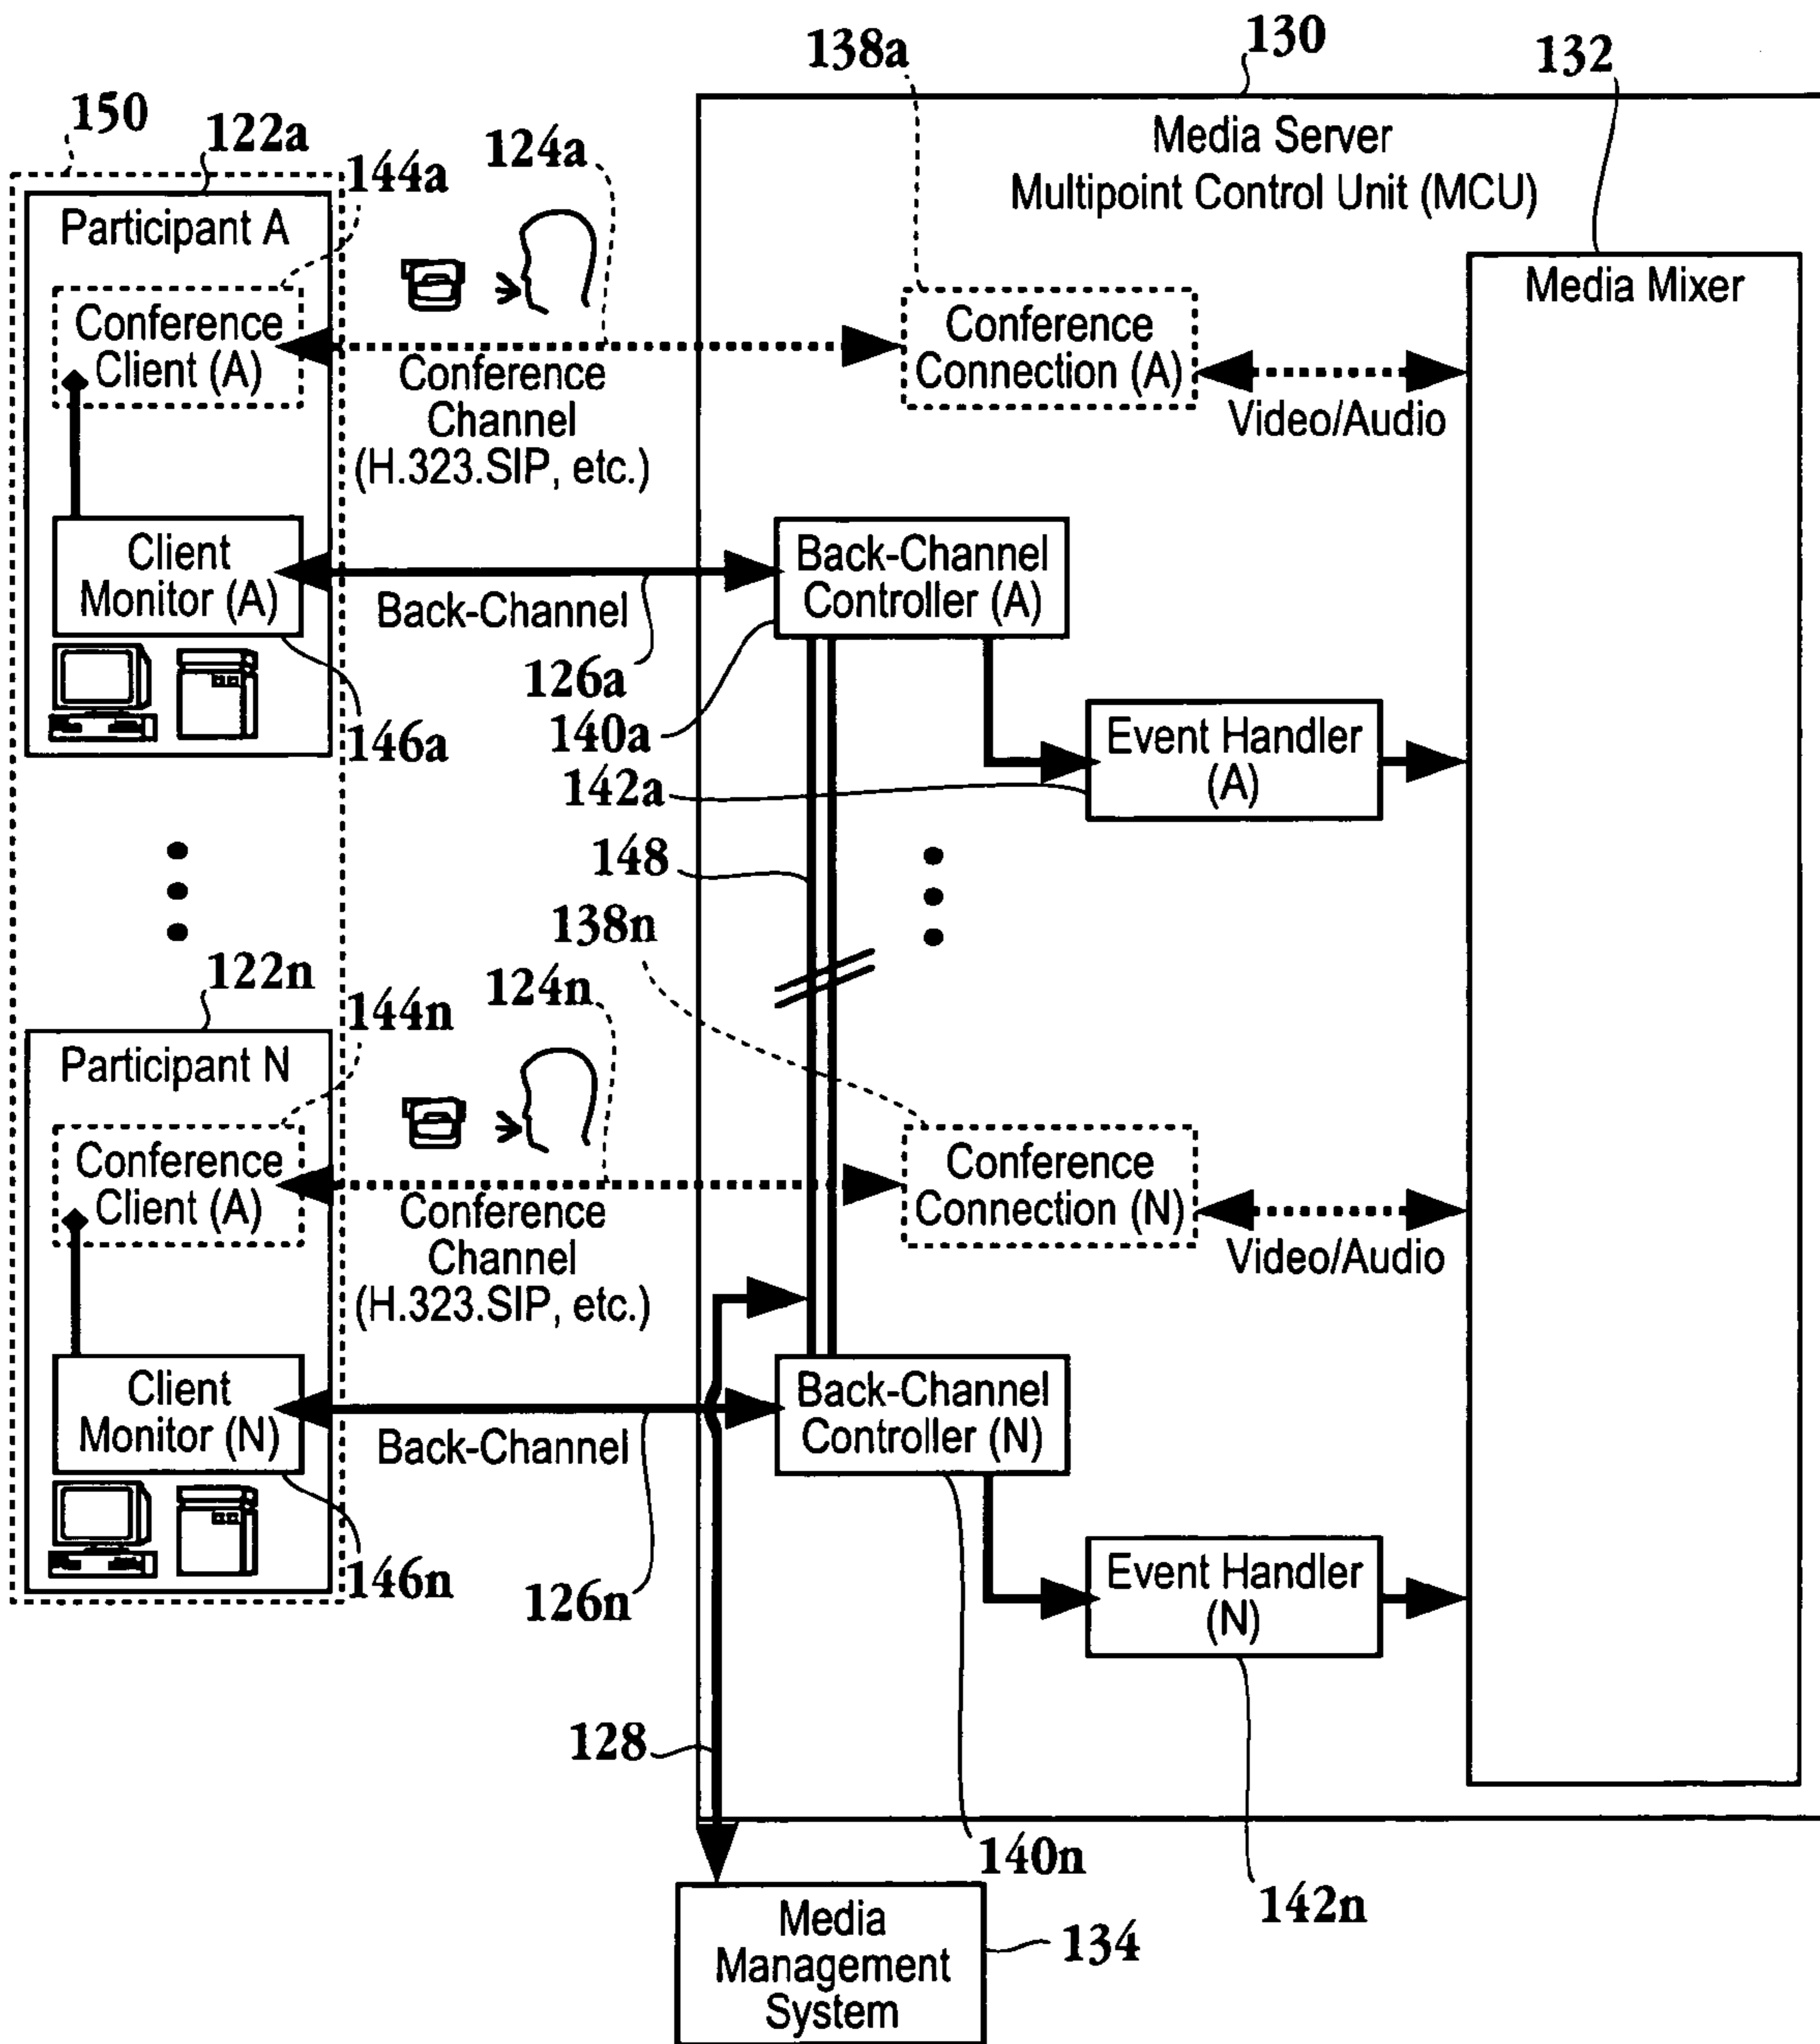 138a
130
132
150
122a
124a
144a
Media Server
Multipoint Control Unit (MCU)
Participant A
Media Mixer
Conference
Client (A)
Conference
Channel
(H.323.SIP, etc.)
Conference
Connection (A)
Video/Audio
Client
Monitor (A)
Back-Channel
Back-Channel
Controller (A)
126a
140a
146a
142a
Event Handler
(A)
148
138n
122n
124n
144n
Participant N
Conference
Client (A)
Conference
Channel
(H.323.SIP, etc.)
Conference
Connection (N)
Video/Audio
Client
Monitor (N)
Back-Channel
Back-Channel
Controller (N)
146n
126n
Event Handler
(N)
128
140n
142n
Media
Management
System
134